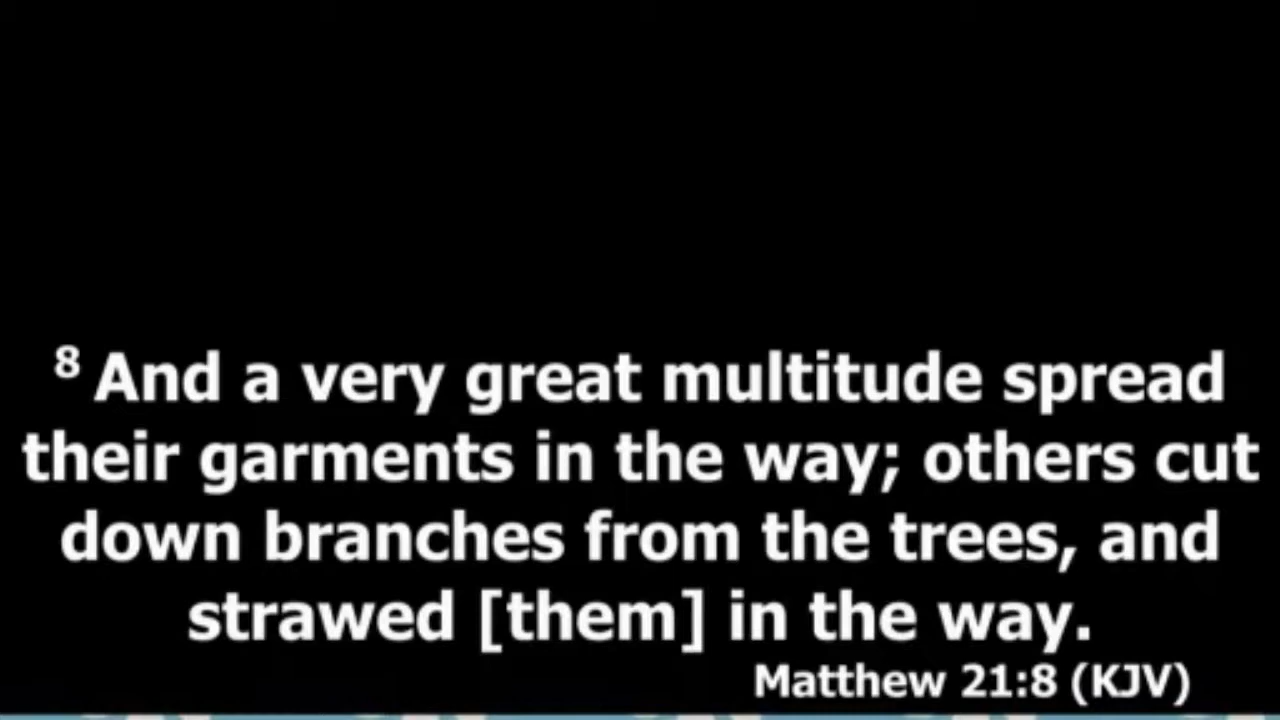 8 And a very great multitude spread
their garments in the way; others cut
down branches from the trees, and
strawed [them] in the way.
Matthew 21:8 (KJV)